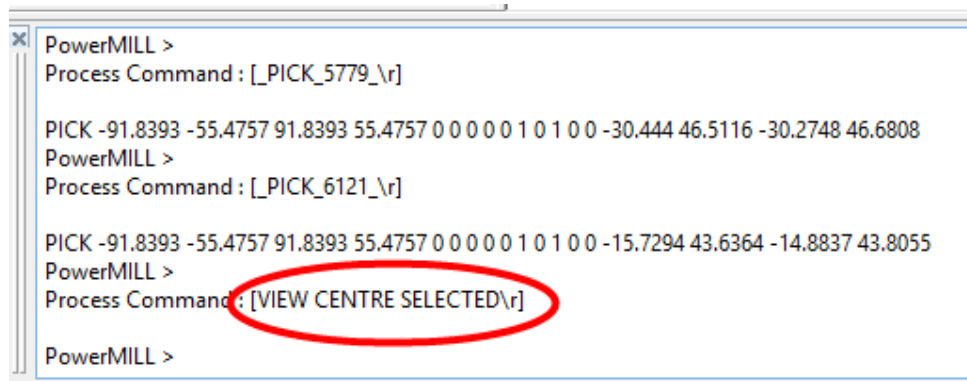 PowerMILL >
Process Command : [_PICK_5779_\r]
PICK -91.8393 -55.4757 91.8393 55.4757 0 0 0 0 0 1 0 1 0 0 -30.444 46.5116 -30.2748 46.6808
PowerMILL >
Process Command : [_PICK_6121_\r]
PICK -91.8393 -55.4757 91.8393 55.4757 0 0 0 0 0 1 0 1 0 0 -15.7294 43.6364 -14.8837 43.8055
PowerMILL >
Process Command : [VIEW CENTRE SELECTED\r]
PowerMILL >